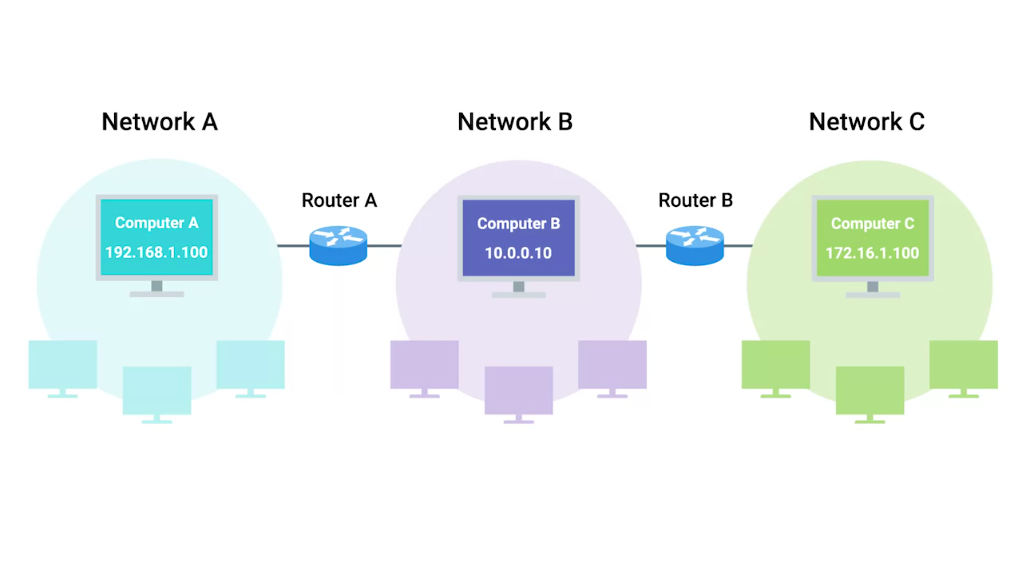 Network A
Network B
Network C
Router A
Router B
Computer A
192.168.1.100
Computer B
10.0.0.10
Computer C
172.16.1.100